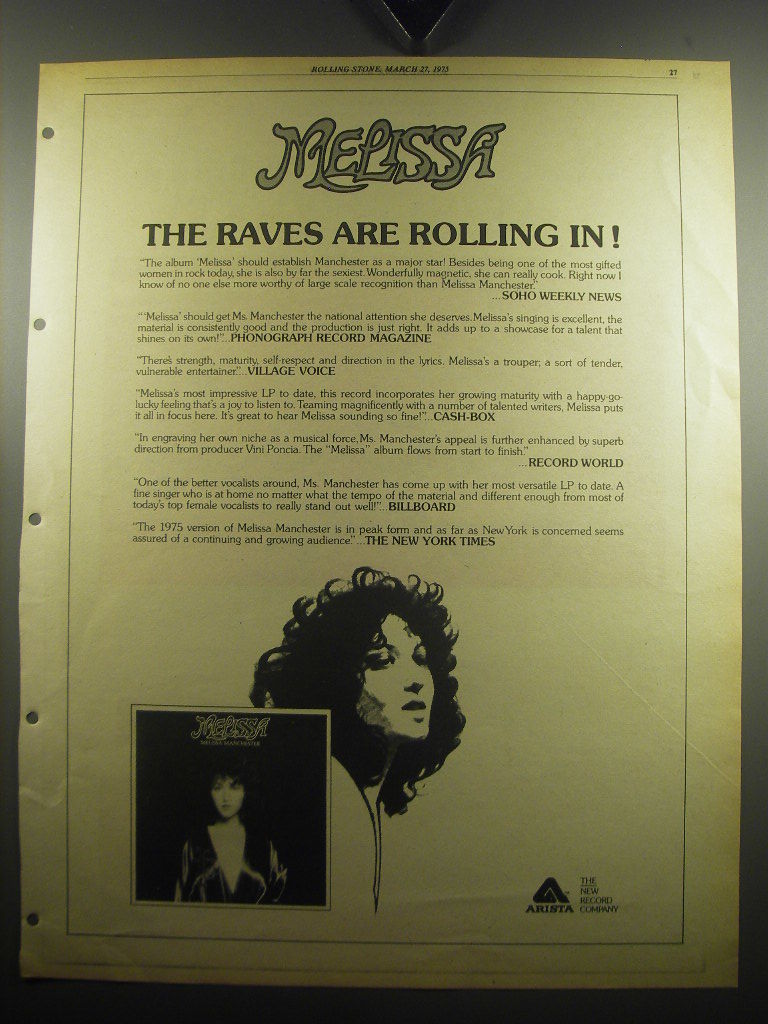 ROLLING STONE, MARCH 27, 1975 27
MELISSA
THE RAVES ARE ROLLING IN!
"The album 'Melissa' should establish Manchester as a major star! Besides being one of the most gifted
women in rock today, she is also by far the sexiest. Wonderfully magnetic, she can really cook. Right now I
know of no one else more worthy of large scale recognition than Melissa Manchester."
...SOHO WEEKLY NEWS
"'Melissa' should get Ms. Manchester the national attention she deserves. Melissa's singing is excellent, the
material is consistently good and the production is just right. It adds up to a showcase for a talent that
shines on its own!"...PHONOGRAPH RECORD MAGAZINE
"There's strength, maturity, self-respect and direction in the lyrics. Melissa's a trouper; a sort of tender,
vulnerable entertainer."...VILLAGE VOICE
"Melissa's most impressive LP to date, this record incorporates her growing maturity with a happy-go-
lucky feeling that's a joy to listen to. Teaming magnificently with a number of talented writers, Melissa puts
it all in focus here. It's great to hear Melissa sounding so fine!"...CASH-BOX
"In engraving her own niche as a musical force, Ms. Manchester's appeal is further enhanced by superb
direction from producer Vini Poncia. The "Melissa" album flows from start to finish."
...RECORD WORLD
"One of the better vocalists around, Ms. Manchester has come up with her most versatile LP to date. A
fine singer who is at home no matter what the tempo of the material and different enough from most of
today's top female vocalists to really stand out well!"...BILLBOARD
"The 1975 version of Melissa Manchester is in peak form and as far as New York is concerned seems
assured of a continuing and growing audience."...THE NEW YORK TIMES
MELISSA
MELISSA MANCHESTER
ARISTA™
THE
NEW
RECORD
COMPANY